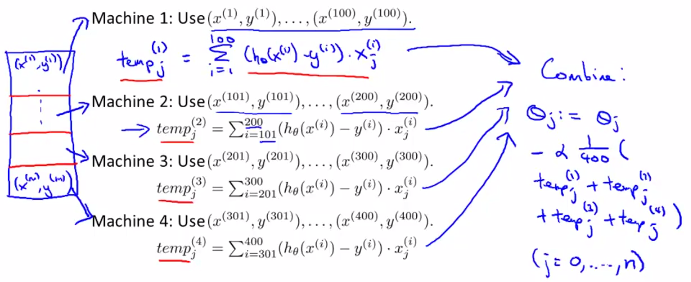 Machine 1: Use (x^(1), y^(1)), ..., (x^(100), y^(100)).
temp_j^(1) = Σ_{i=1}^{100} (h_θ(x^(i)) - y^(i)) · x_j^(i)
(x^(1), y^(1))
Machine 2: Use (x^(101), y^(101)), ..., (x^(200), y^(200)).
temp_j^(2) = Σ_{i=101}^{200} (h_θ(x^(i)) - y^(i)) · x_j^(i)
Machine 3: Use (x^(201), y^(201)), ..., (x^(300), y^(300)).
temp_j^(3) = Σ_{i=201}^{300} (h_θ(x^(i)) - y^(i)) · x_j^(i)
(x^(m), y^(m))
Machine 4: Use (x^(301), y^(301)), ..., (x^(400), y^(400)).
temp_j^(4) = Σ_{i=301}^{400} (h_θ(x^(i)) - y^(i)) · x_j^(i)
Combine:
θ_j := θ_j
- α 1/400 (
temp_j^(1) + temp_j^(2)
+ temp_j^(3) + temp_j^(4) )
(j = 0, ..., n)